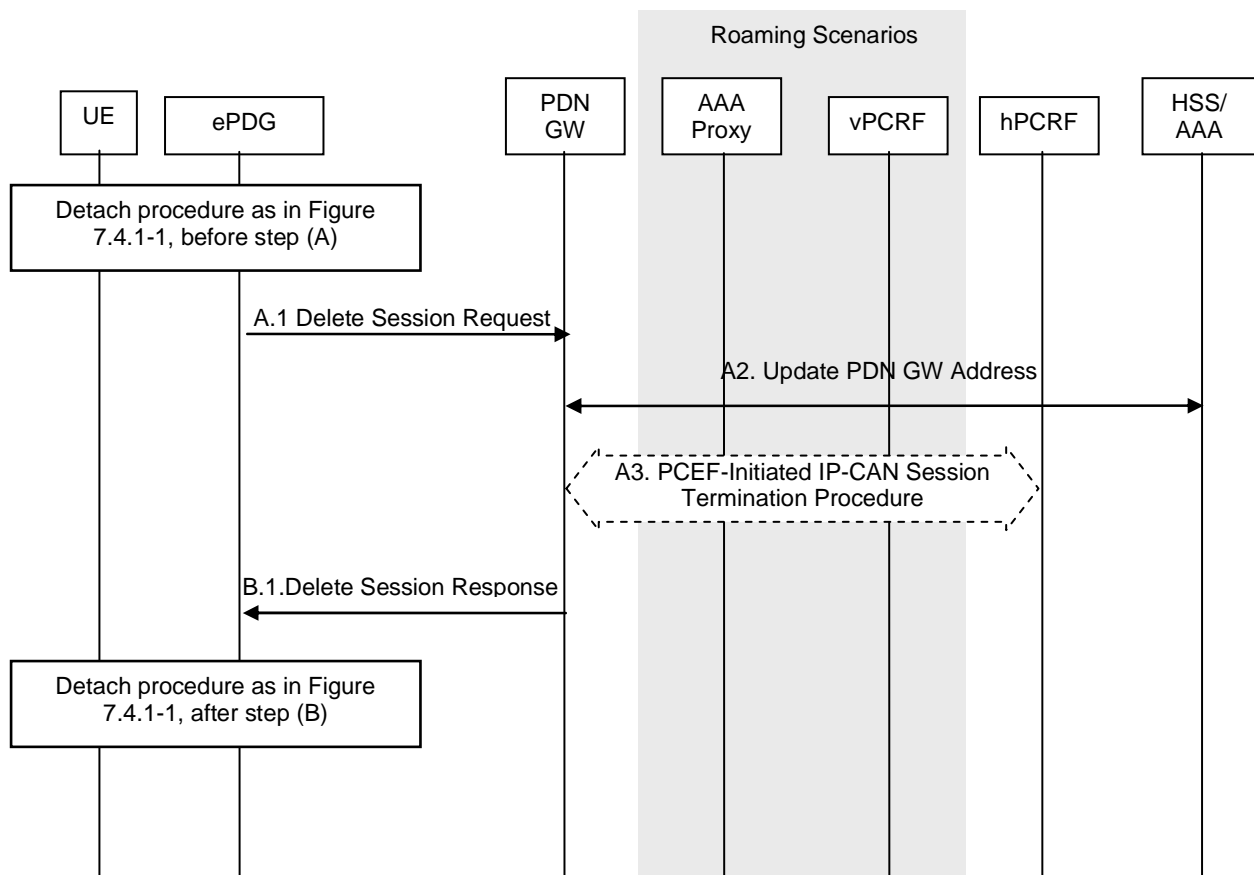 Roaming Scenarios
UE
ePDG
PDN
GW
AAA
Proxy
vPCRF
hPCRF
HSS/
AAA
Detach procedure as in Figure
7.4.1-1, before step (A)
A.1 Delete Session Request
A2. Update PDN GW Address
A3. PCEF-Initiated IP-CAN Session
Termination Procedure
B.1.Delete Session Response
Detach procedure as in Figure
7.4.1-1, after step (B)